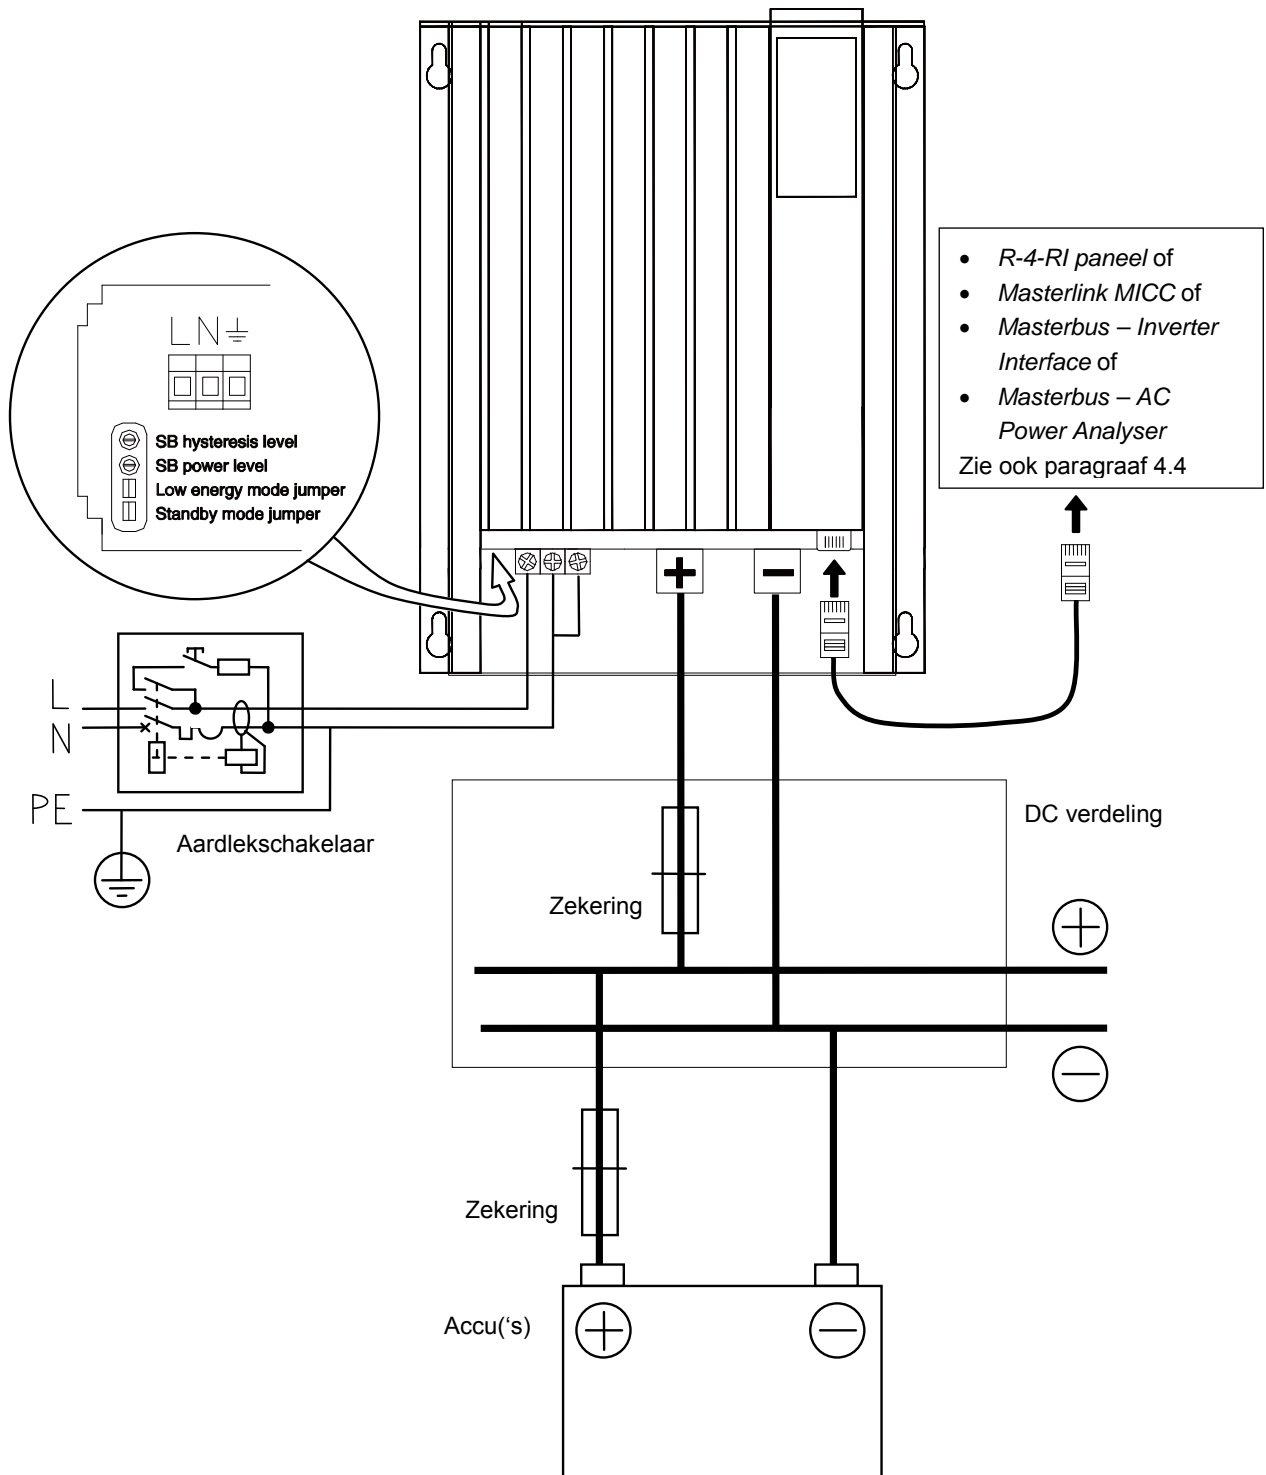 • R-4-RI paneel of
• Masterlink MICC of
• Masterbus – Inverter
Interface of
• Masterbus – AC
Power Analyser
Zie ook paragraaf 4.4
LN
SB hysteresis level
SB power level
Low energy mode jumper
Standby mode jumper
+ −
L
N
PE
Aardlekschakelaar
DC verdeling
Zekering
+
−
Zekering
Accu(‘s)
+ −